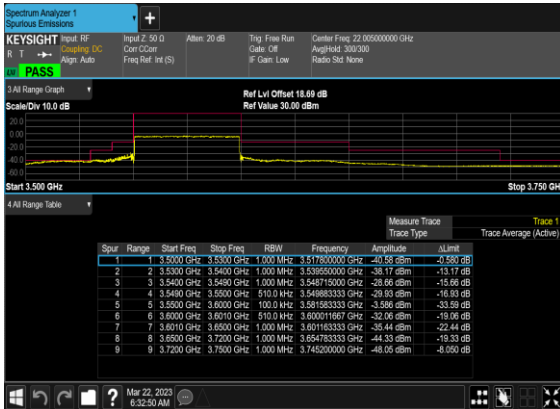 Spectrum Analyzer 1
Spurious Emissions
KEYSIGHT Input: RF Input Z: 50 Ω Atten: 20 dB Trig: Free Run Center Freq: 22.005000000 GHz
R T Coupling: DC Corr CCorr Gate: Off Avg|Hold: 300/300
Align: Auto Freq Ref: Int (S) IF Gain: Low Radio Std: None
PASS
3 All Range Graph Ref Lvl Offset 18.69 dB
Scale/Div 10.0 dB Ref Value 30.00 dBm
20.0
0.00
-20.0
-40.0
-60.0
Start 3.500 GHz Stop 3.750 GH
4 All Range Table
Measure Trace Trace 1
Trace Type Trace Average (Active)
Spur Range Start Freq Stop Freq RBW Frequency Amplitude ΔLimit
1 1 3.5000 GHz 3.5300 GHz 1.000 MHz 3.517800000 GHz -40.58 dBm -0.580 dB
2 2 3.5300 GHz 3.5400 GHz 1.000 MHz 3.539550000 GHz -38.17 dBm -13.17 dB
3 3 3.5400 GHz 3.5490 GHz 1.000 MHz 3.548715000 GHz -28.66 dBm -15.66 dB
4 4 3.5490 GHz 3.5500 GHz 510.0 kHz 3.549883333 GHz -29.93 dBm -16.93 dB
5 5 3.5500 GHz 3.6000 GHz 100.0 kHz 3.581583333 GHz -3.586 dBm -33.59 dB
6 6 3.6000 GHz 3.6010 GHz 510.0 kHz 3.600011667 GHz -32.06 dBm -19.06 dB
7 7 3.6010 GHz 3.6500 GHz 1.000 MHz 3.601163333 GHz -35.44 dBm -22.44 dB
8 8 3.6500 GHz 3.7200 GHz 1.000 MHz 3.654783333 GHz -44.33 dBm -19.33 dB
9 9 3.7200 GHz 3.7500 GHz 1.000 MHz 3.745200000 GHz -48.05 dBm -8.050 dB
Mar 22, 2023
6:32:50 AM